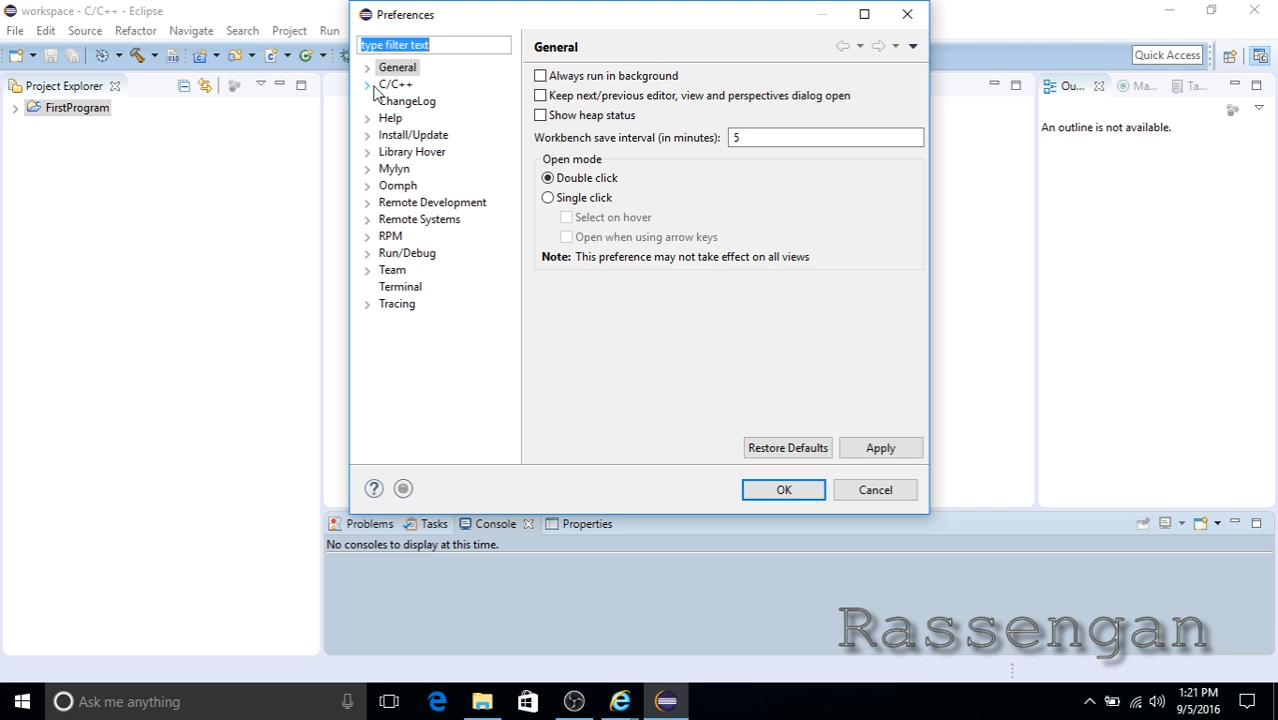 workspace - C/C++ - Eclipse
File Edit Source Refactor Navigate Search Project Run
Quick Access
Project Explorer
FirstProgram
Preferences
type filter text
General
C/C++
ChangeLog
Help
Install/Update
Library Hover
Mylyn
Oomph
Remote Development
Remote Systems
RPM
Run/Debug
Team
Terminal
Tracing
General
Always run in background
Keep next/previous editor, view and perspectives dialog open
Show heap status
Workbench save interval (in minutes): 5
Open mode
Double click
Single click
Select on hover
Open when using arrow keys
Note: This preference may not take effect on all views
Restore Defaults Apply
OK Cancel
Ou... Ma... Ta...
An outline is not available.
Problems Tasks Console Properties
No consoles to display at this time.
Rassengan
Ask me anything
1:21 PM
9/5/2016